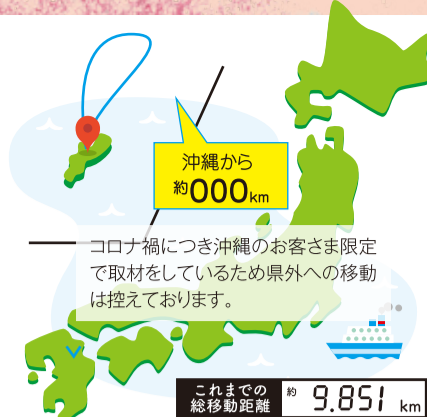 沖縄から
約000km
コロナ禍につき沖縄のお客さま限定
で取材をしているため県外への移動
は控えております。
これまでの
総移動距離
約 9.851 km